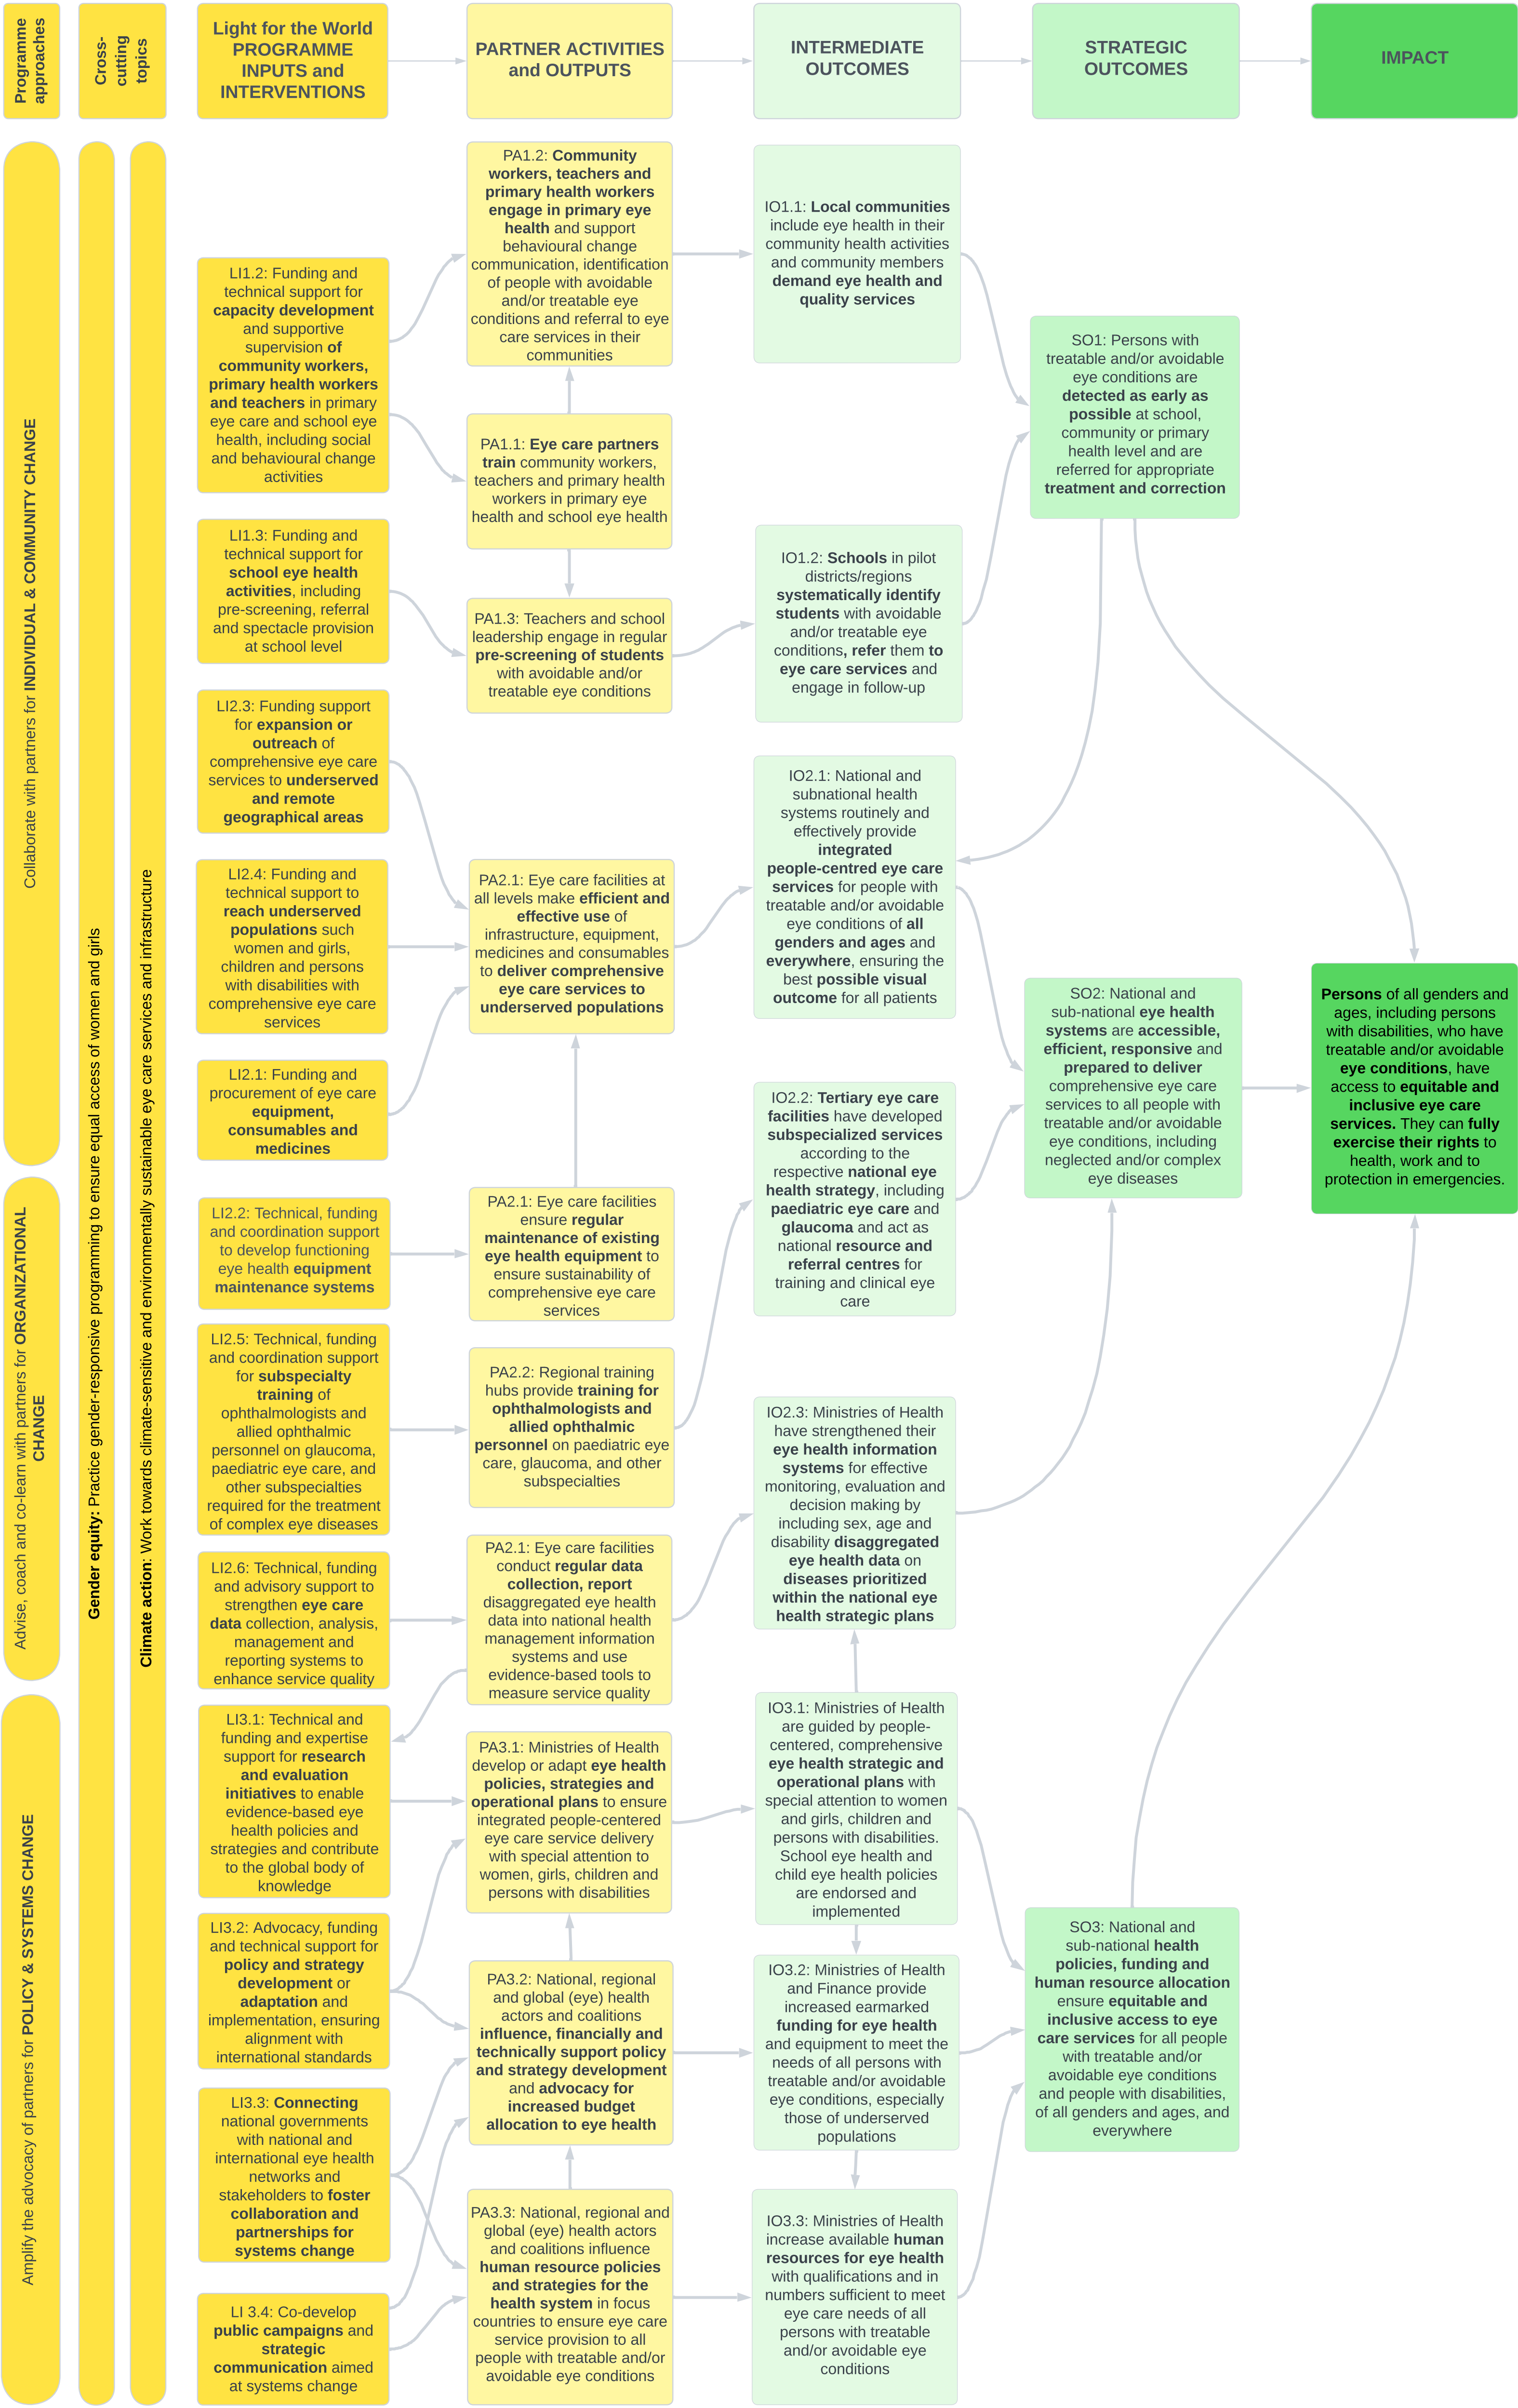 Programme
approaches
Cross-
cutting
topics
Light for the World
PROGRAMME
INPUTS and
INTERVENTIONS
PARTNER ACTIVITIES
and OUTPUTS
INTERMEDIATE
OUTCOMES
STRATEGIC
OUTCOMES
IMPACT
Collaborate with partners for INDIVIDUAL & COMMUNITY CHANGE
Advise, coach and co-learn with partners for ORGANIZATIONAL
CHANGE
Amplify the advocacy of partners for POLICY & SYSTEMS CHANGE
Gender equity: Practice gender-responsive programming to ensure equal access of women and girls
Climate action: Work towards climate-sensitive and environmentally sustainable eye care services and infrastructure
LI1.2: Funding and
technical support for
capacity development
and supportive
supervision of
community workers,
primary health workers
and teachers in primary
eye care and school eye
health, including social
and behavioural change
activities
LI1.3: Funding and
technical support for
school eye health
activities, including
pre-screening, referral
and spectacle provision
at school level
LI2.3: Funding support
for expansion or
outreach of
comprehensive eye care
services to underserved
and remote
geographical areas
LI2.4: Funding and
technical support to
reach underserved
populations such
women and girls,
children and persons
with disabilities with
comprehensive eye care
services
LI2.1: Funding and
procurement of eye care
equipment,
consumables and
medicines
LI2.2: Technical, funding
and coordination support
to develop functioning
eye health equipment
maintenance systems
LI2.5: Technical, funding
and coordination support
for subspecialty
training of
ophthalmologists and
allied ophthalmic
personnel on glaucoma,
paediatric eye care, and
other subspecialties
required for the treatment
of complex eye diseases
LI2.6: Technical, funding
and advisory support to
strengthen eye care
data collection, analysis,
management and
reporting systems to
enhance service quality
LI3.1: Technical and
funding and expertise
support for research
and evaluation
initiatives to enable
evidence-based eye
health policies and
strategies and contribute
to the global body of
knowledge
LI3.2: Advocacy, funding
and technical support for
policy and strategy
development or
adaptation and
implementation, ensuring
alignment with
international standards
LI3.3: Connecting
national governments
with national and
international eye health
networks and
stakeholders to foster
collaboration and
partnerships for
systems change
LI 3.4: Co-develop
public campaigns and
strategic
communication aimed
at systems change
PA1.2: Community
workers, teachers and
primary health workers
engage in primary eye
health and support
behavioural change
communication, identification
of people with avoidable
and/or treatable eye
conditions and referral to eye
care services in their
communities
PA1.1: Eye care partners
train community workers,
teachers and primary health
workers in primary eye
health and school eye health
PA1.3: Teachers and school
leadership engage in regular
pre-screening of students
with avoidable and/or
treatable eye conditions
PA2.1: Eye care facilities at
all levels make efficient and
effective use of
infrastructure, equipment,
medicines and consumables
to deliver comprehensive
eye care services to
underserved populations
PA2.1: Eye care facilities
ensure regular
maintenance of existing
eye health equipment to
ensure sustainability of
comprehensive eye care
services
PA2.2: Regional training
hubs provide training for
ophthalmologists and
allied ophthalmic
personnel on paediatric eye
care, glaucoma, and other
subspecialties
PA2.1: Eye care facilities
conduct regular data
collection, report
disaggregated eye health
data into national health
management information
systems and use
evidence-based tools to
measure service quality
PA3.1: Ministries of Health
develop or adapt eye health
policies, strategies and
operational plans to ensure
integrated people-centered
eye care service delivery
with special attention to
women, girls, children and
persons with disabilities
PA3.2: National, regional
and global (eye) health
actors and coalitions
influence, financially and
technically support policy
and strategy development
and advocacy for
increased budget
allocation to eye health
PA3.3: National, regional and
global (eye) health actors
and coalitions influence
human resource policies
and strategies for the
health system in focus
countries to ensure eye care
service provision to all
people with treatable and/or
avoidable eye conditions
IO1.1: Local communities
include eye health in their
community health activities
and community members
demand eye health and
quality services
IO1.2: Schools in pilot
districts/regions
systematically identify
students with avoidable
and/or treatable eye
conditions, refer them to
eye care services and
engage in follow-up
IO2.1: National and
subnational health
systems routinely and
effectively provide
integrated
people-centred eye care
services for people with
treatable and/or avoidable
eye conditions of all
genders and ages and
everywhere, ensuring the
best possible visual
outcome for all patients
IO2.2: Tertiary eye care
facilities have developed
subspecialized services
according to the
respective national eye
health strategy, including
paediatric eye care and
glaucoma and act as
national resource and
referral centres for
training and clinical eye
care
IO2.3: Ministries of Health
have strengthened their
eye health information
systems for effective
monitoring, evaluation and
decision making by
including sex, age and
disability disaggregated
eye health data on
diseases prioritized
within the national eye
health strategic plans
IO3.1: Ministries of Health
are guided by people-
centered, comprehensive
eye health strategic and
operational plans with
special attention to women
and girls, children and
persons with disabilities.
School eye health and
child eye health policies
are endorsed and
implemented
IO3.2: Ministries of Health
and Finance provide
increased earmarked
funding for eye health
and equipment to meet the
needs of all persons with
treatable and/or avoidable
eye conditions, especially
those of underserved
populations
IO3.3: Ministries of Health
increase available human
resources for eye health
with qualifications and in
numbers sufficient to meet
eye care needs of all
persons with treatable
and/or avoidable eye
conditions
SO1: Persons with
treatable and/or avoidable
eye conditions are
detected as early as
possible at school,
community or primary
health level and are
referred for appropriate
treatment and correction
SO2: National and
sub-national eye health
systems are accessible,
efficient, responsive and
prepared to deliver
comprehensive eye care
services to all people with
treatable and/or avoidable
eye conditions, including
neglected and/or complex
eye diseases
SO3: National and
sub-national health
policies, funding and
human resource allocation
ensure equitable and
inclusive access to eye
care services for all people
with treatable and/or
avoidable eye conditions
and people with disabilities,
of all genders and ages, and
everywhere
Persons of all genders and
ages, including persons
with disabilities, who have
treatable and/or avoidable
eye conditions, have
access to equitable and
inclusive eye care
services. They can fully
exercise their rights to
health, work and to
protection in emergencies.